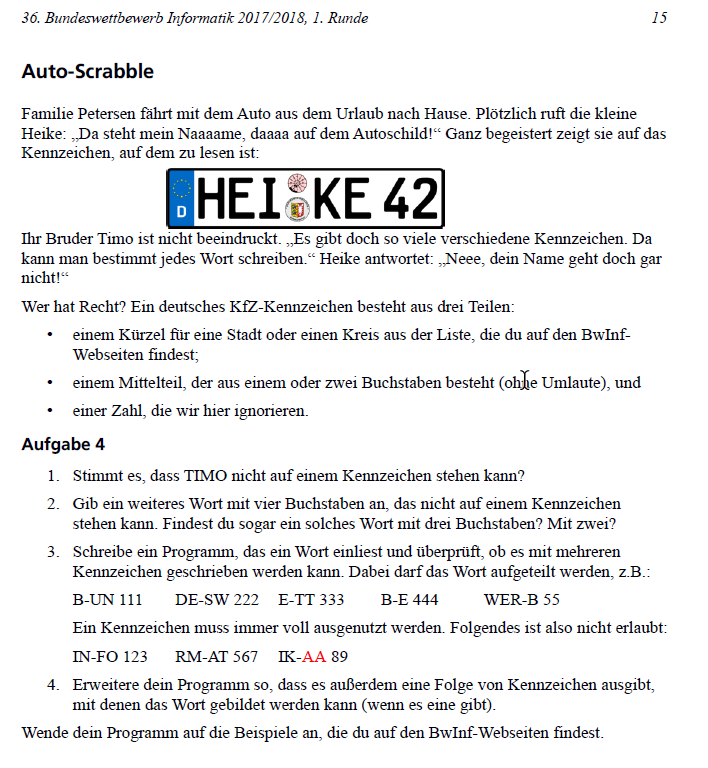 36. Bundeswettbewerb Informatik 2017/2018, 1. Runde 15
Auto-Scrabble
Familie Petersen fährt mit dem Auto aus dem Urlaub nach Hause. Plötzlich ruft die kleine
Heike: „Da steht mein Naaaame, daaaa auf dem Autoschild!“ Ganz begeistert zeigt sie auf das
Kennzeichen, auf dem zu lesen ist:
D HEI KE 42
Ihr Bruder Timo ist nicht beeindruckt. „Es gibt doch so viele verschiedene Kennzeichen. Da
kann man bestimmt jedes Wort schreiben.“ Heike antwortet: „Neee, dein Name geht doch gar
nicht!“
Wer hat Recht? Ein deutsches KfZ-Kennzeichen besteht aus drei Teilen:
• einem Kürzel für eine Stadt oder einen Kreis aus der Liste, die du auf den BwInf-
Webseiten findest;
• einem Mittelteil, der aus einem oder zwei Buchstaben besteht (ohne Umlaute), und
• einer Zahl, die wir hier ignorieren.
Aufgabe 4
1. Stimmt es, dass TIMO nicht auf einem Kennzeichen stehen kann?
2. Gib ein weiteres Wort mit vier Buchstaben an, das nicht auf einem Kennzeichen
stehen kann. Findest du sogar ein solches Wort mit drei Buchstaben? Mit zwei?
3. Schreibe ein Programm, das ein Wort einliest und überprüft, ob es mit mehreren
Kennzeichen geschrieben werden kann. Dabei darf das Wort aufgeteilt werden, z.B.:
B-UN 111 DE-SW 222 E-TT 333 B-E 444 WER-B 55
Ein Kennzeichen muss immer voll ausgenutzt werden. Folgendes ist also nicht erlaubt:
IN-FO 123 RM-AT 567 IK-AA 89
4. Erweitere dein Programm so, dass es außerdem eine Folge von Kennzeichen ausgibt,
mit denen das Wort gebildet werden kann (wenn es eine gibt).
Wende dein Programm auf die Beispiele an, die du auf den BwInf-Webseiten findest.